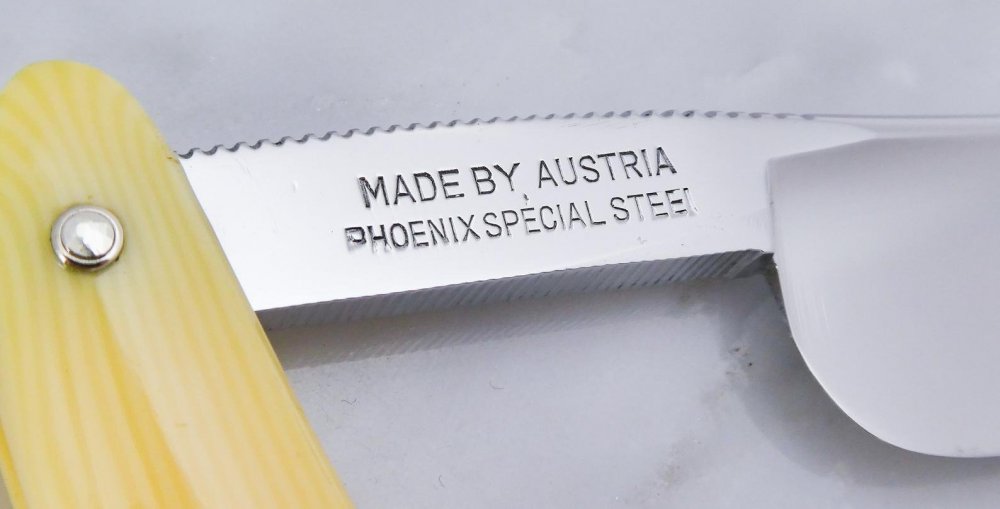 MADE BY AUSTRIA
PHOENIX SPECIAL STEEL